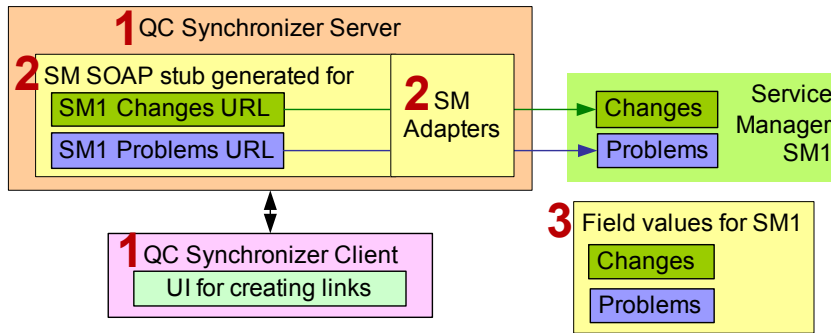 1 QC Synchronizer Server
2 SM SOAP stub generated for
SM1 Changes URL
SM1 Problems URL
2 SM
Adapters
Changes
Problems
Service
Manager
SM1
1 QC Synchronizer Client
UI for creating links
3 Field values for SM1
Changes
Problems